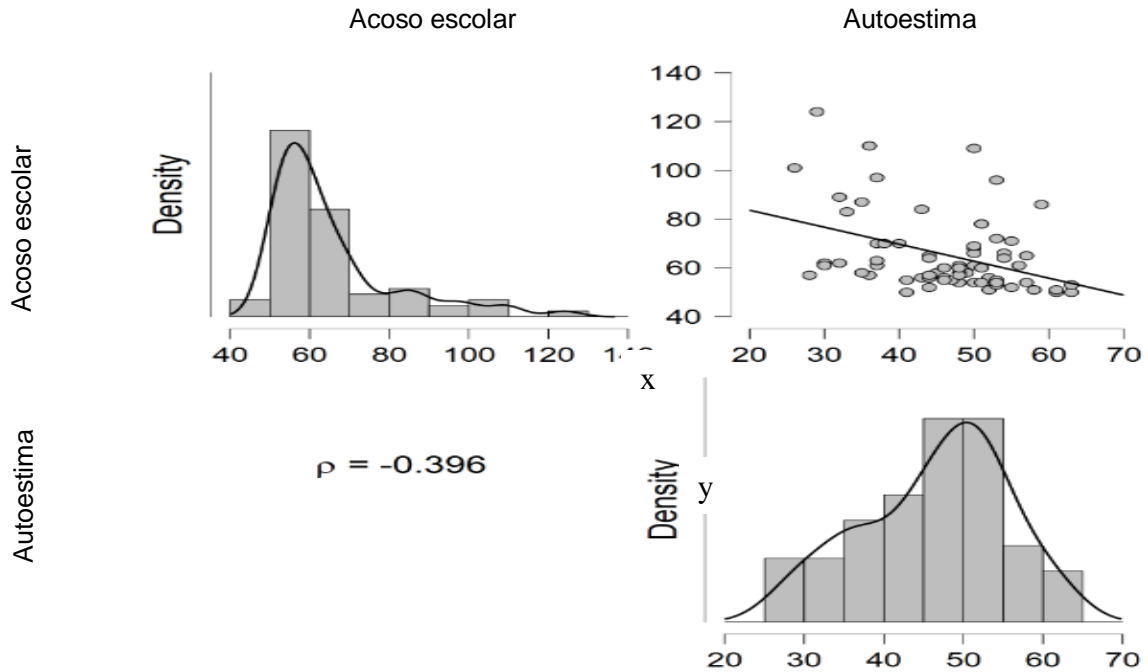 Acoso escolar
Autoestima
Acoso escolar
Density
40 60 80 100 120
140
120
100
80
60
40
20 30 40 50 60 70
x
Autoestima
ρ = -0.396
Density
y
20 30 40 50 60 70